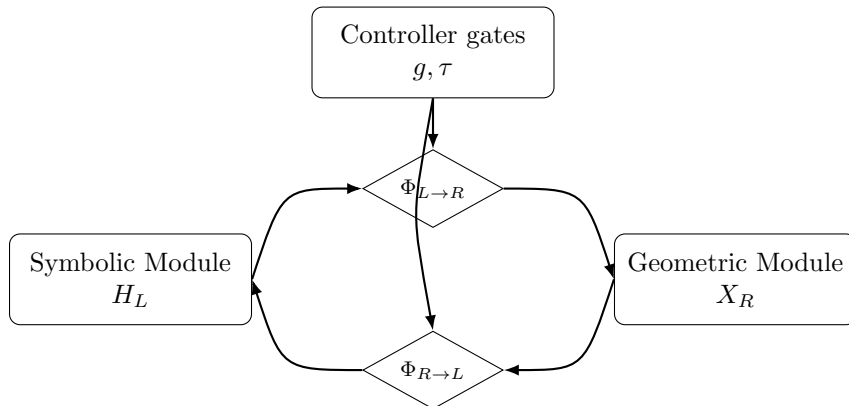 Controller gates
g, τ
Φ_{L→R}
Symbolic Module
H_L
Geometric Module
X_R
Φ_{R→L}